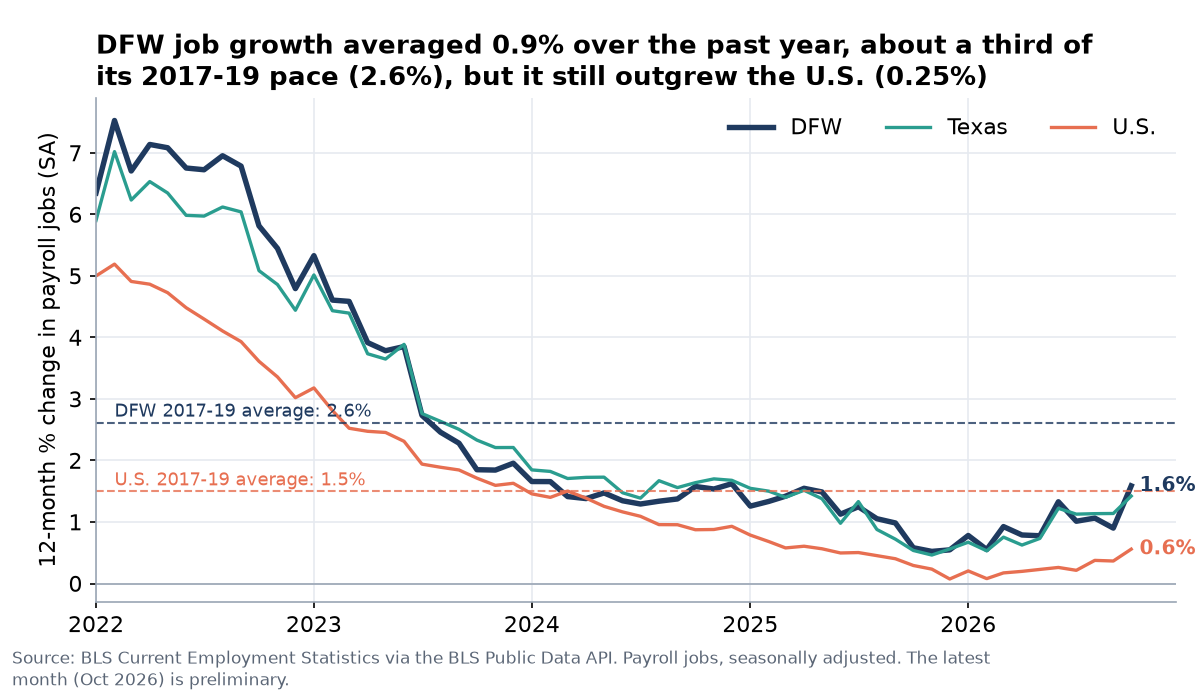 DFW job growth averaged 0.9% over the past year, about a third of
its 2017-19 pace (2.6%), but it still outgrew the U.S. (0.25%)
DFW
Texas
U.S.
12-month % change in payroll jobs (SA)
7
6
5
4
3
2
1
0
DFW 2017-19 average: 2.6%
U.S. 2017-19 average: 1.5%
1.6%
0.6%
2022
2023
2024
2025
2026
Source: BLS Current Employment Statistics via the BLS Public Data API. Payroll jobs, seasonally adjusted. The latest
month (Oct 2026) is preliminary.